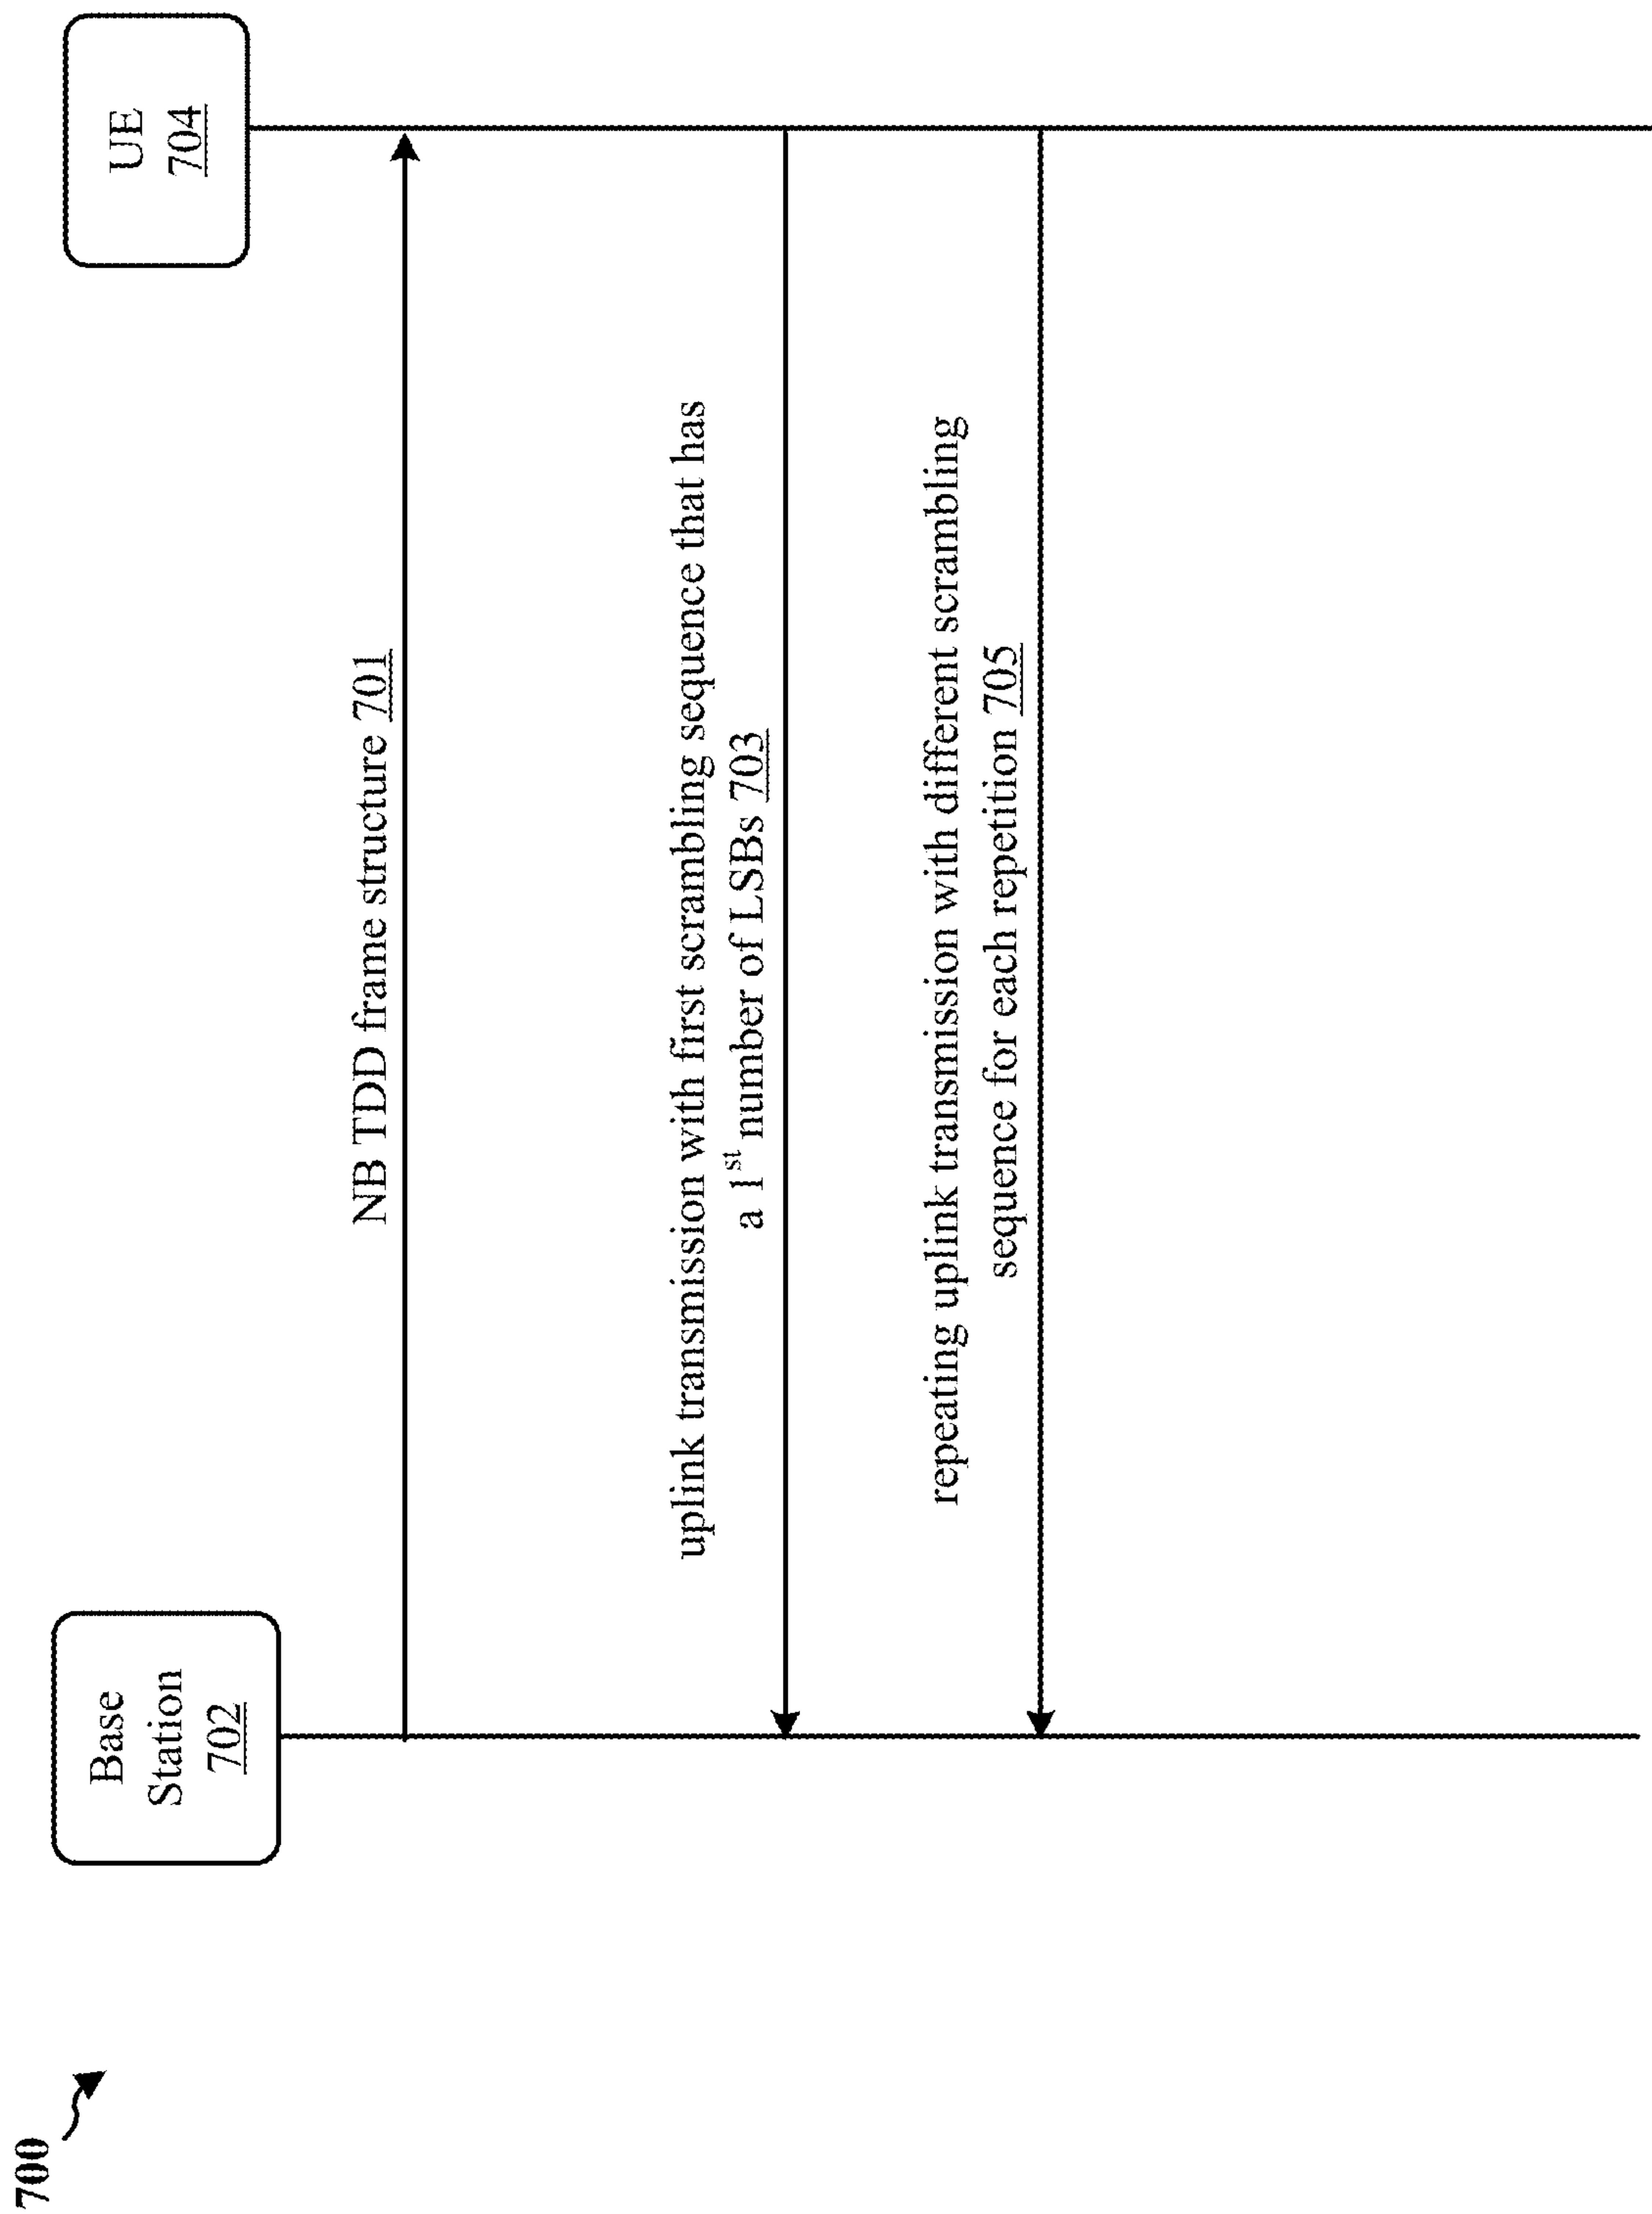 700
Base
Station
702
UE
704
NB TDD frame structure 701
uplink transmission with first scrambling sequence that has
a 1st number of LSBs 703
repeating uplink transmission with different scrambling
sequence for each repetition 705